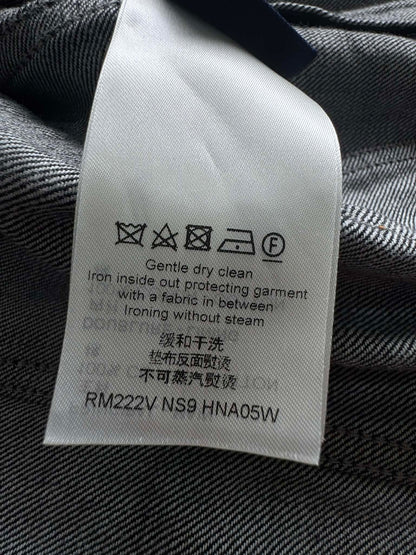 F
Gentle dry clean
Iron inside out protecting garment
with a fabric in between
Ironing without steam
缓和干洗
垫布反面熨烫
不可蒸汽熨烫
RM222V NS9 HNA05W